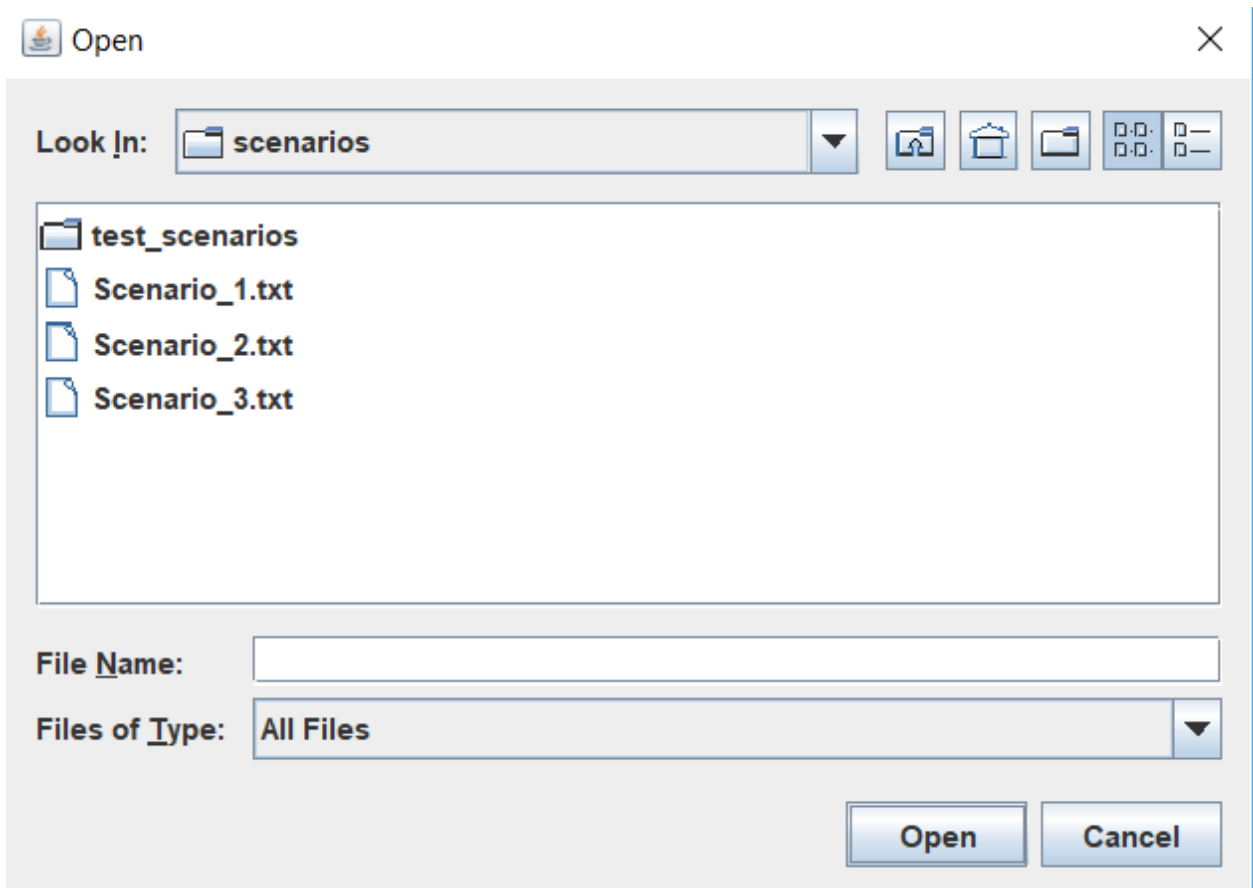 Open
Look In: scenarios
test_scenarios
Scenario_1.txt
Scenario_2.txt
Scenario_3.txt
File Name:
Files of Type: All Files
Open Cancel